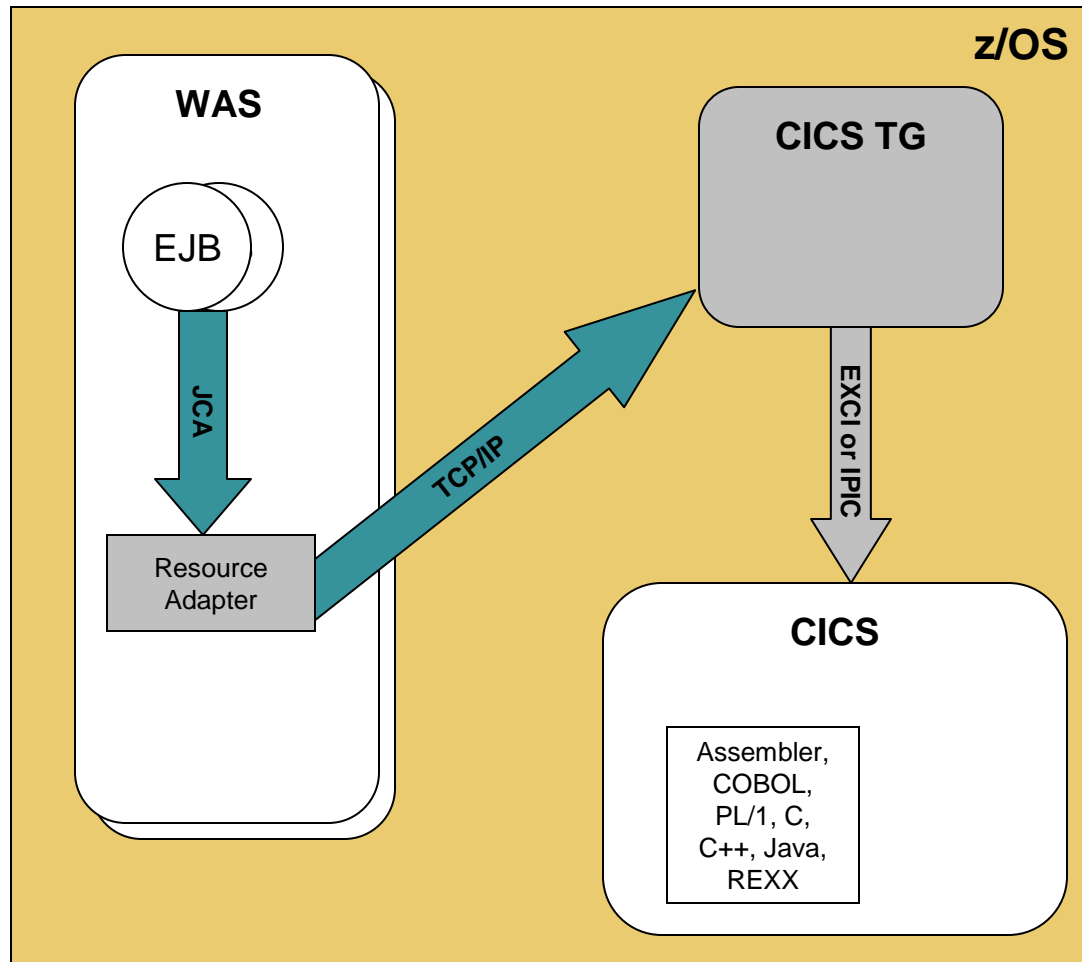 z/OS
WAS
EJB
JCA
Resource
Adapter
TCP/IP
CICS TG
EXCI or IPIC
CICS
Assembler,
COBOL,
PL/1, C,
C++, Java,
REXX